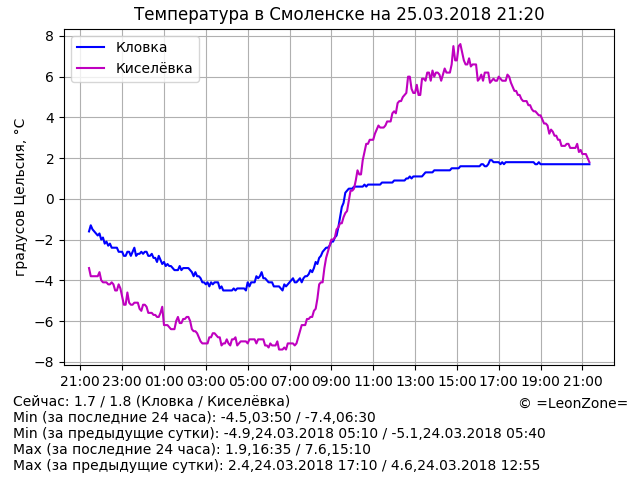 Температура в Смоленске на 25.03.2018 21:20
Кловка
Киселёвка
градусов Цельсия, °C
8
6
4
2
0
−2
−4
−6
−8
21:00 23:00 01:00 03:00 05:00 07:00 09:00 11:00 13:00 15:00 17:00 19:00 21:00
Сейчас: 1.7 / 1.8 (Кловка / Киселёвка)
© =LeonZone=
Min (за последние 24 часа): -4.5,03:50 / -7.4,06:30
Min (за предыдущие сутки): -4.9,24.03.2018 05:10 / -5.1,24.03.2018 05:40
Max (за последние 24 часа): 1.9,16:35 / 7.6,15:10
Max (за предыдущие сутки): 2.4,24.03.2018 17:10 / 4.6,24.03.2018 12:55